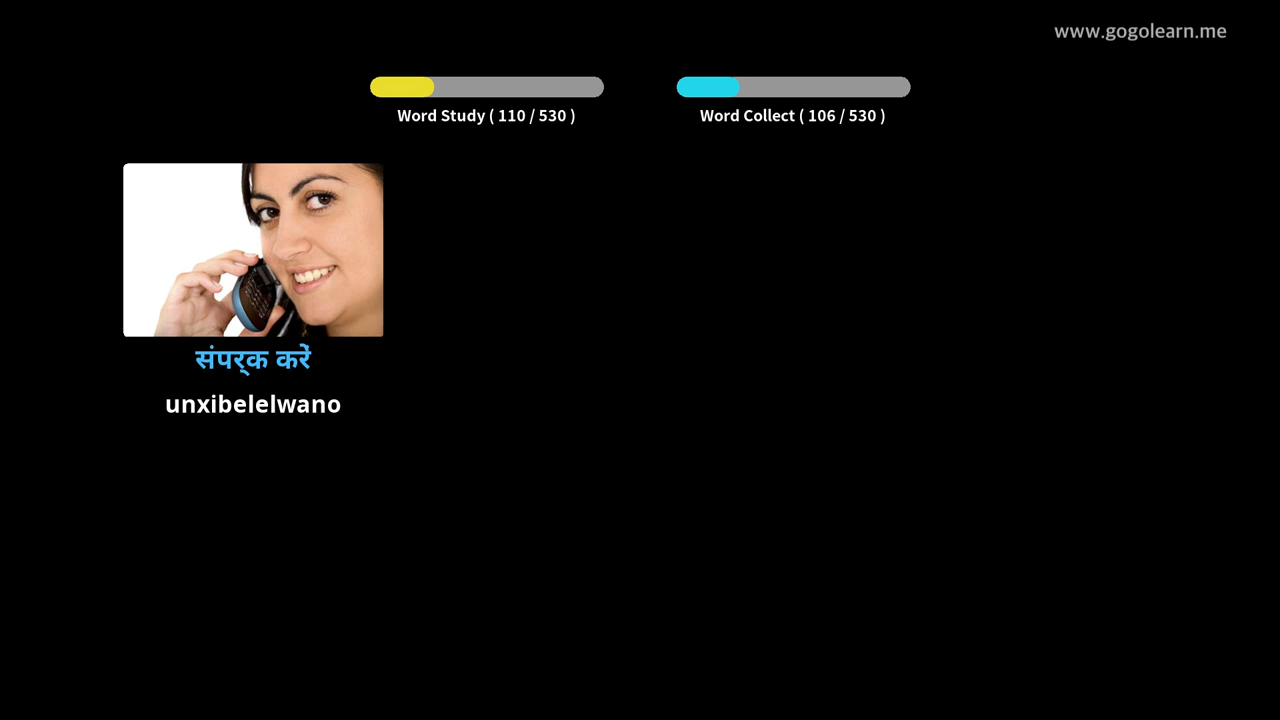 www.gogolearn.me
Word Study ( 110 / 530 )
Word Collect ( 106 / 530 )
संपर्क करें
unxibelelwano